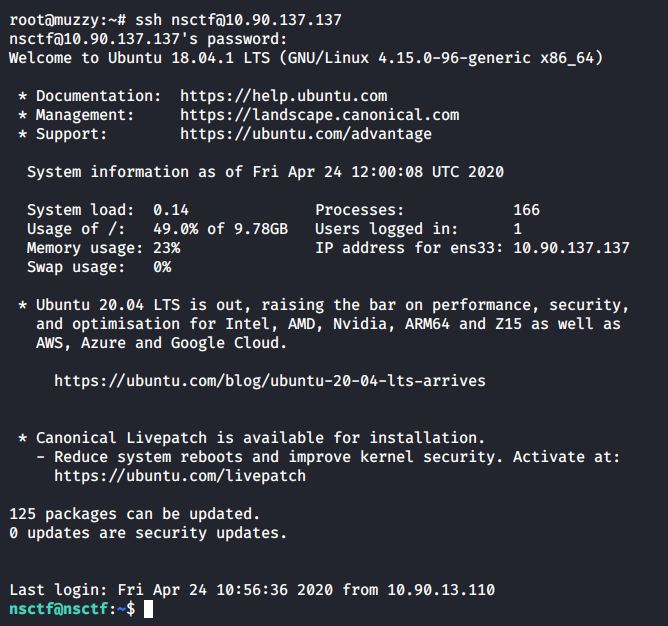 root@muzzy:~# ssh nsctf@10.90.137.137
nsctf@10.90.137.137's password:
Welcome to Ubuntu 18.04.1 LTS (GNU/Linux 4.15.0-96-generic x86_64)
* Documentation:  https://help.ubuntu.com
* Management:     https://landscape.canonical.com
* Support:        https://ubuntu.com/advantage
System information as of Fri Apr 24 12:00:08 UTC 2020
System load:  0.14              Processes:            166
Usage of /:   49.0% of 9.78GB   Users logged in:      1
Memory usage: 23%               IP address for ens33: 10.90.137.137
Swap usage:   0%
* Ubuntu 20.04 LTS is out, raising the bar on performance, security,
and optimisation for Intel, AMD, Nvidia, ARM64 and Z15 as well as
AWS, Azure and Google Cloud.
https://ubuntu.com/blog/ubuntu-20-04-lts-arrives
* Canonical Livepatch is available for installation.
- Reduce system reboots and improve kernel security. Activate at:
https://ubuntu.com/livepatch
125 packages can be updated.
0 updates are security updates.
Last login: Fri Apr 24 10:56:36 2020 from 10.90.13.110
nsctf@nsctf:~$